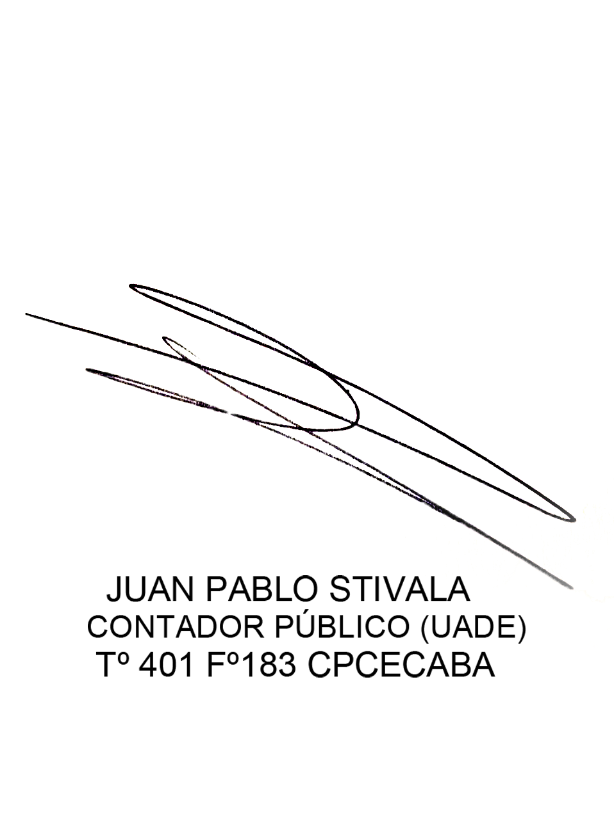 JUAN PABLO STIVALA
CONTADOR PÚBLICO (UADE)
Tº 401 Fº183 CPCECABA